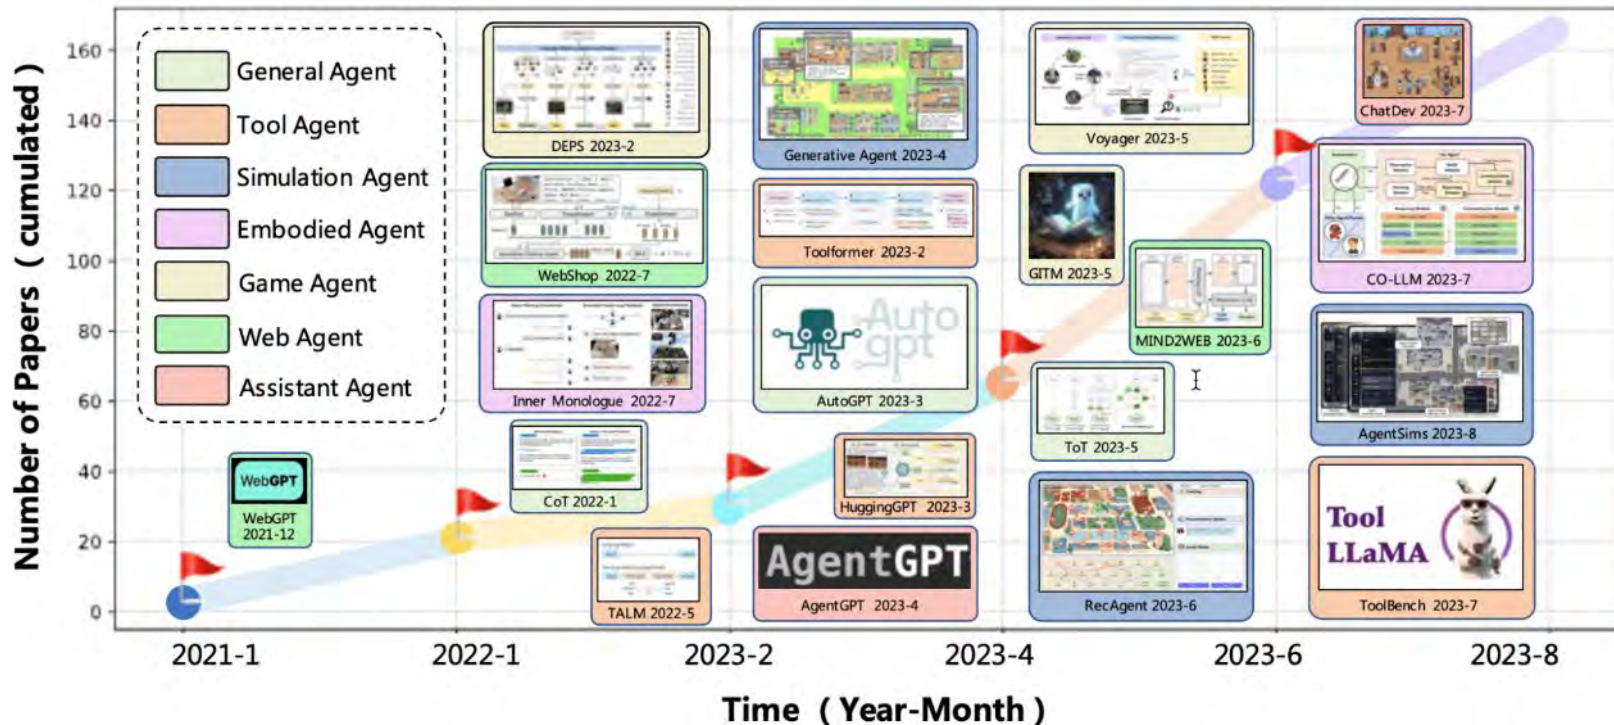 Number of Papers ( cumulated )
160
140
120
100
80
60
40
20
0
General Agent
Tool Agent
Simulation Agent
Embodied Agent
Game Agent
Web Agent
Assistant Agent
WebGPT
WebGPT
2021-12
DEPS 2023-2
WebShop 2022-7
Inner Monologue 2022-7
CoT 2022-1
TALM 2022-5
Generative Agent 2023-4
Toolformer 2023-2
Auto
gpt
AutoGPT 2023-3
HuggingGPT 2023-3
AgentGPT
AgentGPT 2023-4
Voyager 2023-5
GITM 2023-5
MIND2WEB 2023-6
ToT 2023-5
RecAgent 2023-6
ChatDev 2023-7
CO-LLM 2023-7
AgentSims 2023-8
Tool
LLaMA
ToolBench 2023-7
2021-1
2022-1
2023-2
2023-4
2023-6
2023-8
Time ( Year-Month )